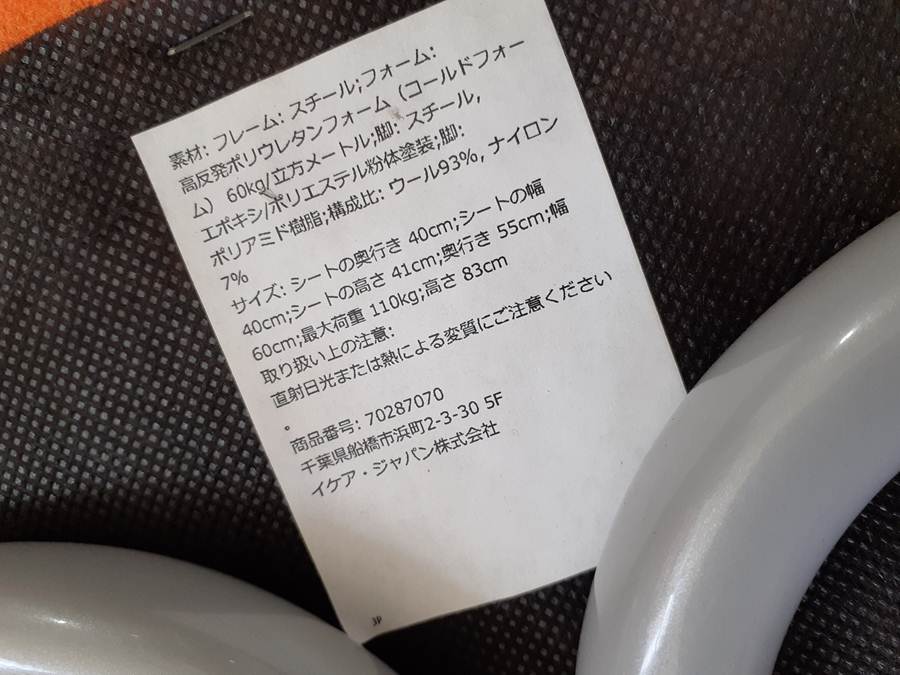 素材: フレーム: スチール;フォーム:
高反発ポリウレタンフォーム（コールドフォー
ム） 60kg/立方メートル;脚: スチール,
エポキシ/ポリエステル粉体塗装;脚:
ポリアミド樹脂;構成比: ウール93%, ナイロン
7%
サイズ: シートの奥行き 40cm;シートの幅
40cm;シートの高さ 41cm;奥行き 55cm;幅
60cm;最大荷重 110kg;高さ 83cm
取り扱い上の注意:
直射日光または熱による変質にご注意ください
。
商品番号: 70287070
千葉県船橋市浜町2-3-30 5F
イケア・ジャパン株式会社
JP